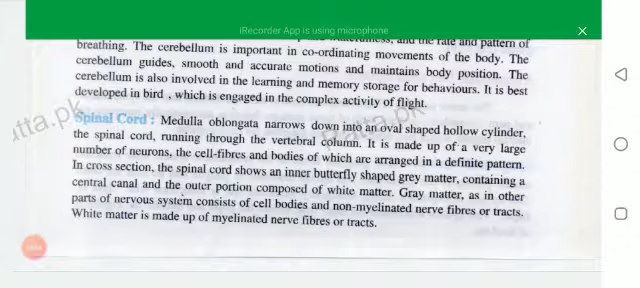 iRecorder App is using microphone
and the rate and pattern of
breathing. The cerebellum is important in co-ordinating movements of the body. The
cerebellum guides, smooth and accurate motions and maintains body position. The
cerebellum is also involved in the learning and memory storage for behaviours. It is best
developed in bird , which is engaged in the complex activity of flight.
Spinal Cord : Medulla oblongata narrows down into an oval shaped hollow cylinder,
the spinal cord, running through the vertebral column. It is made up of a very large
number of neurons, the cell-fibres and bodies of which are arranged in a definite pattern.
In cross section, the spinal cord shows an inner butterfly shaped grey matter, containing a
central canal and the outer portion composed of white matter. Gray matter, as in other
parts of nervous system consists of cell bodies and non-myelinated nerve fibres or tracts.
White matter is made up of myelinated nerve fibres or tracts.